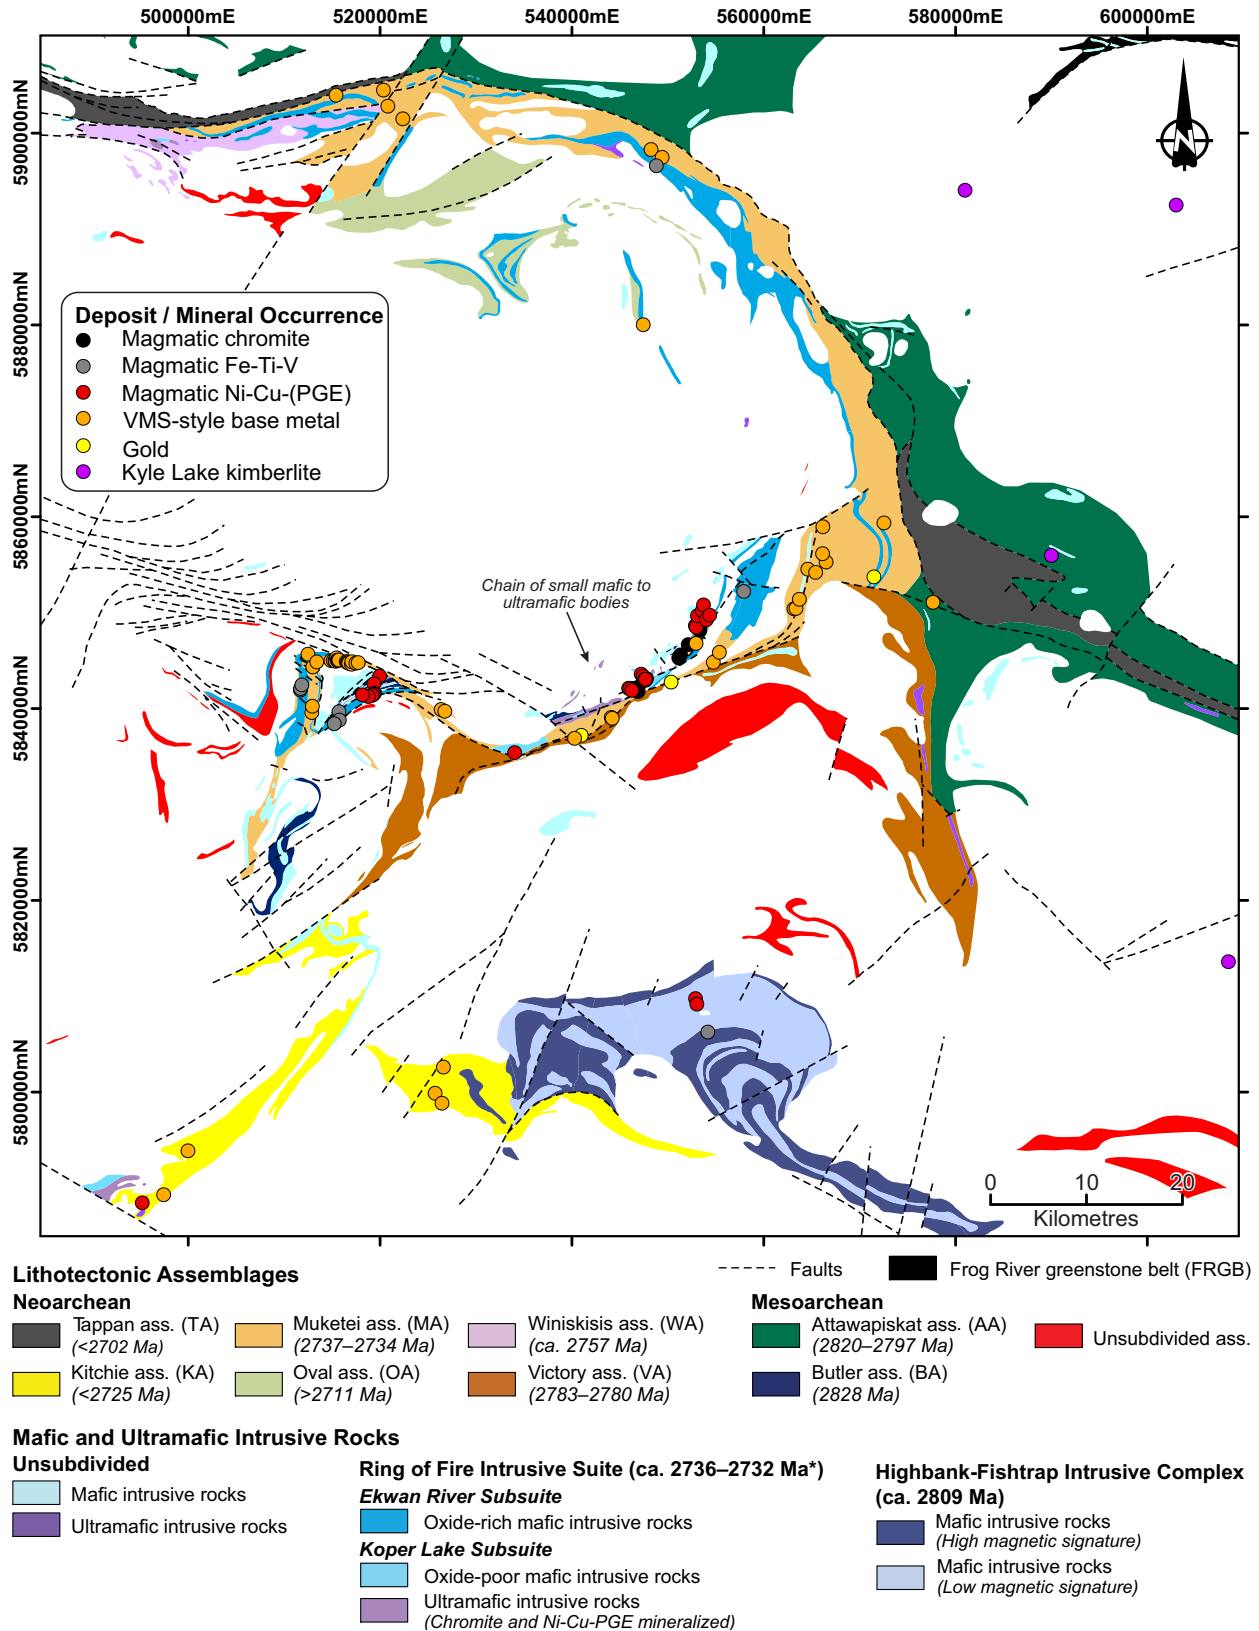 500000mE 520000mE 540000mE 560000mE 580000mE 600000mE
5900000mN
5880000mN
5860000mN
5840000mN
5820000mN
5800000mN
N
Deposit / Mineral Occurrence
Magmatic chromite
Magmatic Fe-Ti-V
Magmatic Ni-Cu-(PGE)
VMS-style base metal
Gold
Kyle Lake kimberlite
Chain of small mafic to
ultramafic bodies
0 10 20
Kilometres
Lithotectonic Assemblages
Faults
Frog River greenstone belt (FRGB)
Neoarchean
Tappan ass. (TA)
(<2702 Ma)
Muketei ass. (MA)
(2737–2734 Ma)
Winiskisis ass. (WA)
(ca. 2757 Ma)
Kitchie ass. (KA)
(<2725 Ma)
Oval ass. (OA)
(>2711 Ma)
Victory ass. (VA)
(2783–2780 Ma)
Mesoarchean
Attawapiskat ass. (AA)
(2820–2797 Ma)
Unsubdivided ass.
Butler ass. (BA)
(2828 Ma)
Mafic and Ultramafic Intrusive Rocks
Unsubdivided
Mafic intrusive rocks
Ultramafic intrusive rocks
Ring of Fire Intrusive Suite (ca. 2736–2732 Ma*)
Ekwan River Subsuite
Oxide-rich mafic intrusive rocks
Koper Lake Subsuite
Oxide-poor mafic intrusive rocks
Ultramafic intrusive rocks
(Chromite and Ni-Cu-PGE mineralized)
Highbank-Fishtrap Intrusive Complex
(ca. 2809 Ma)
Mafic intrusive rocks
(High magnetic signature)
Mafic intrusive rocks
(Low magnetic signature)